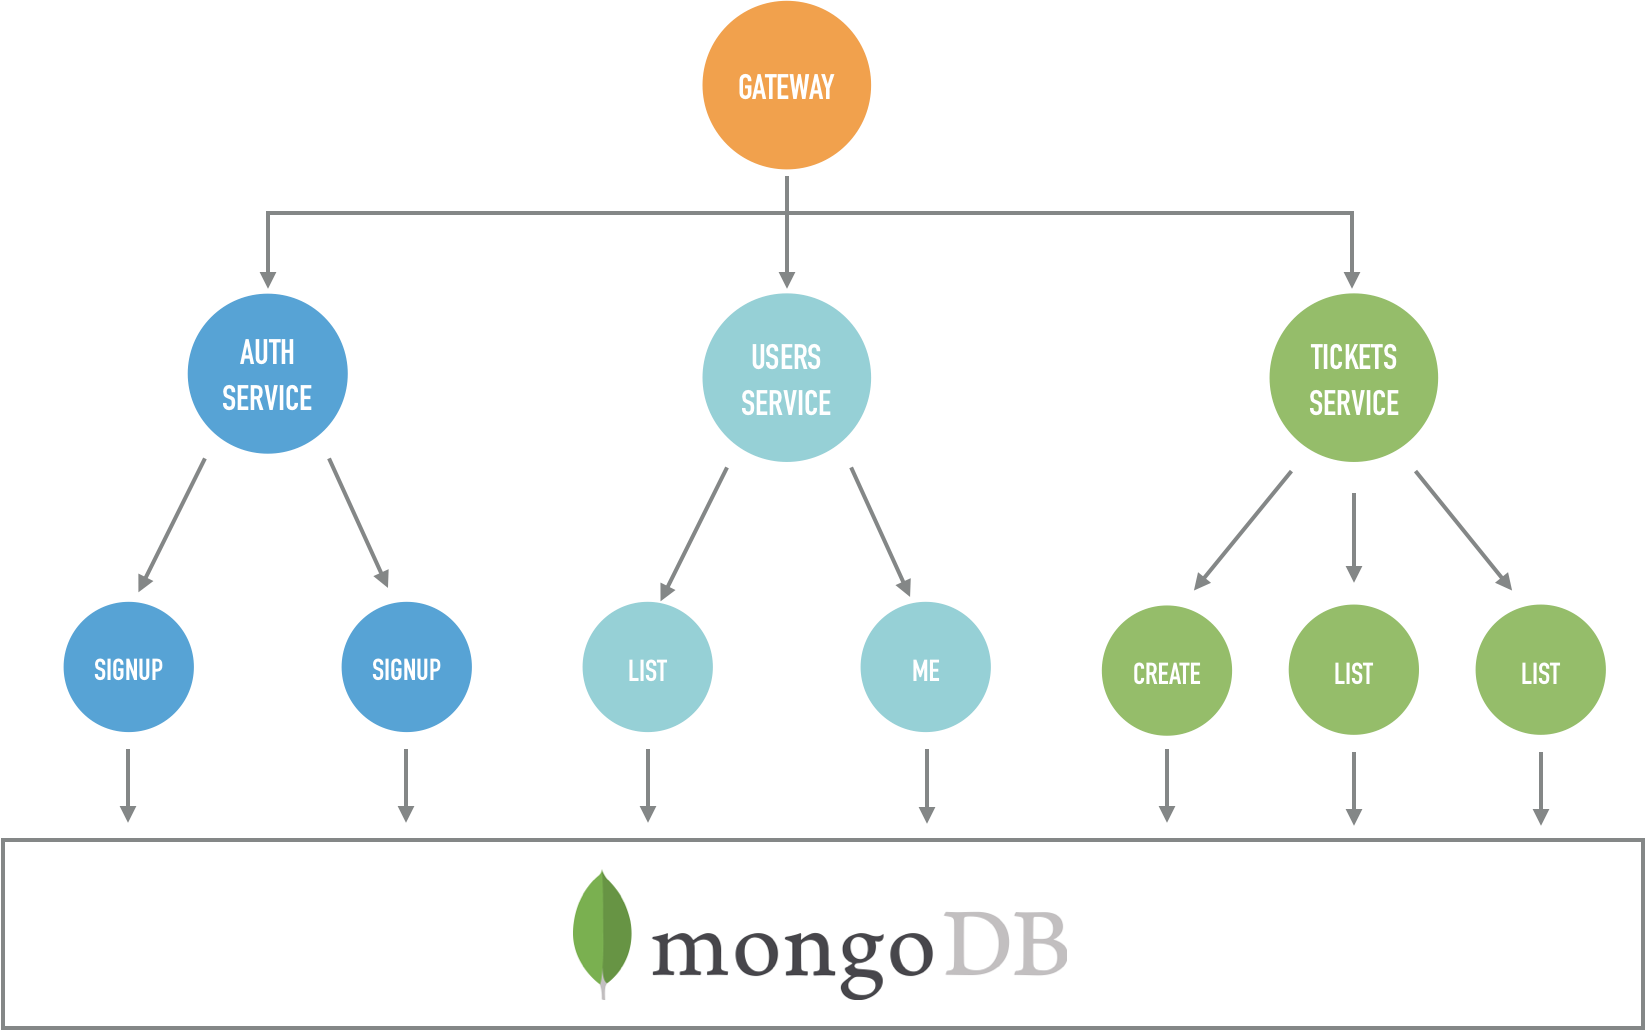 GATEWAY
AUTH
SERVICE
USERS
SERVICE
TICKETS
SERVICE
SIGNUP
SIGNUP
LIST
ME
CREATE
LIST
LIST
mongoDB